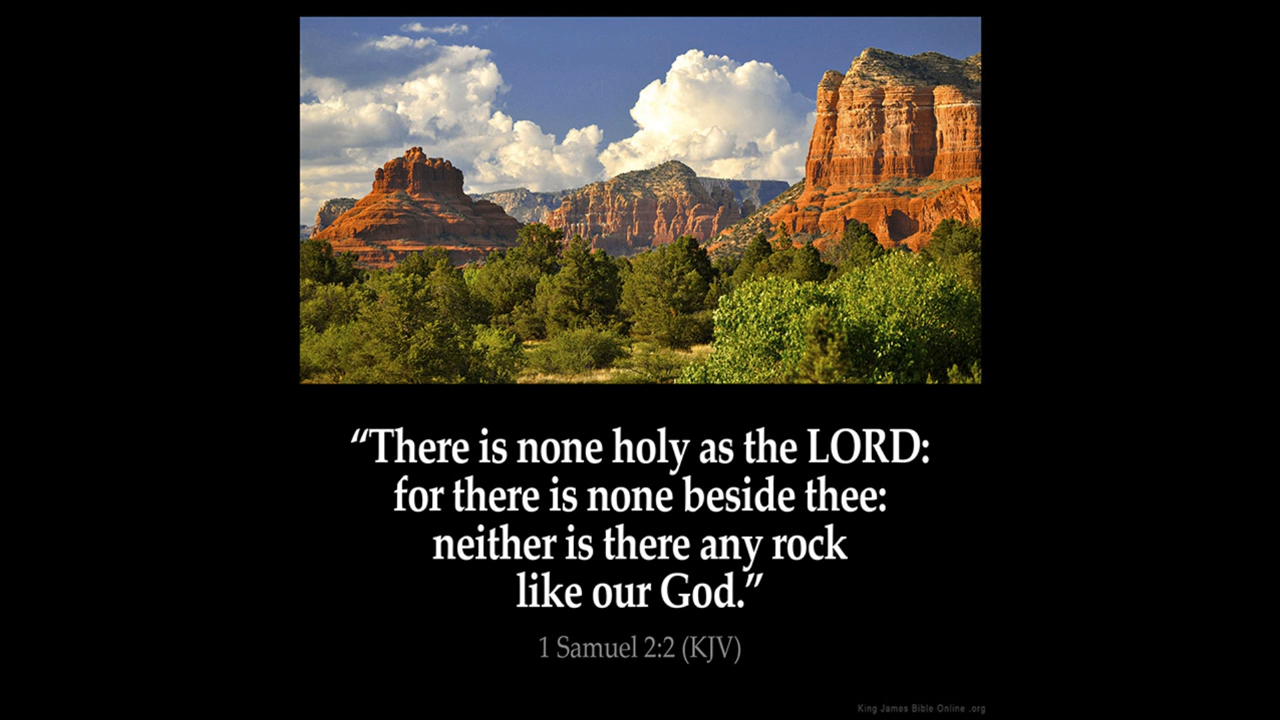 “There is none holy as the LORD:
for there is none beside thee:
neither is there any rock
like our God.”
1 Samuel 2:2 (KJV)
King James Bible Online .org